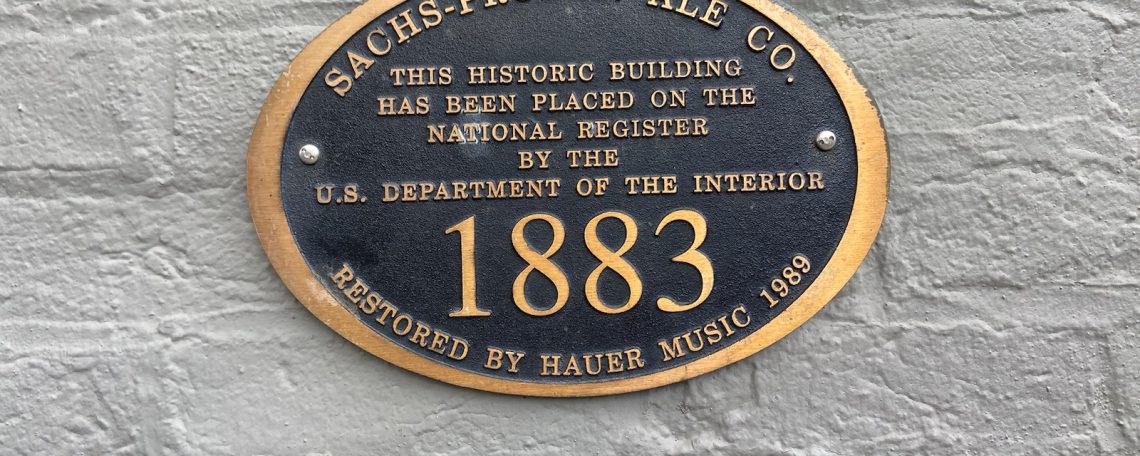 SACHS- ALE CO.
THIS HISTORIC BUILDING
HAS BEEN PLACED ON THE
NATIONAL REGISTER
BY THE
U.S. DEPARTMENT OF THE INTERIOR
1883
RESTORED BY HAUER MUSIC 1989